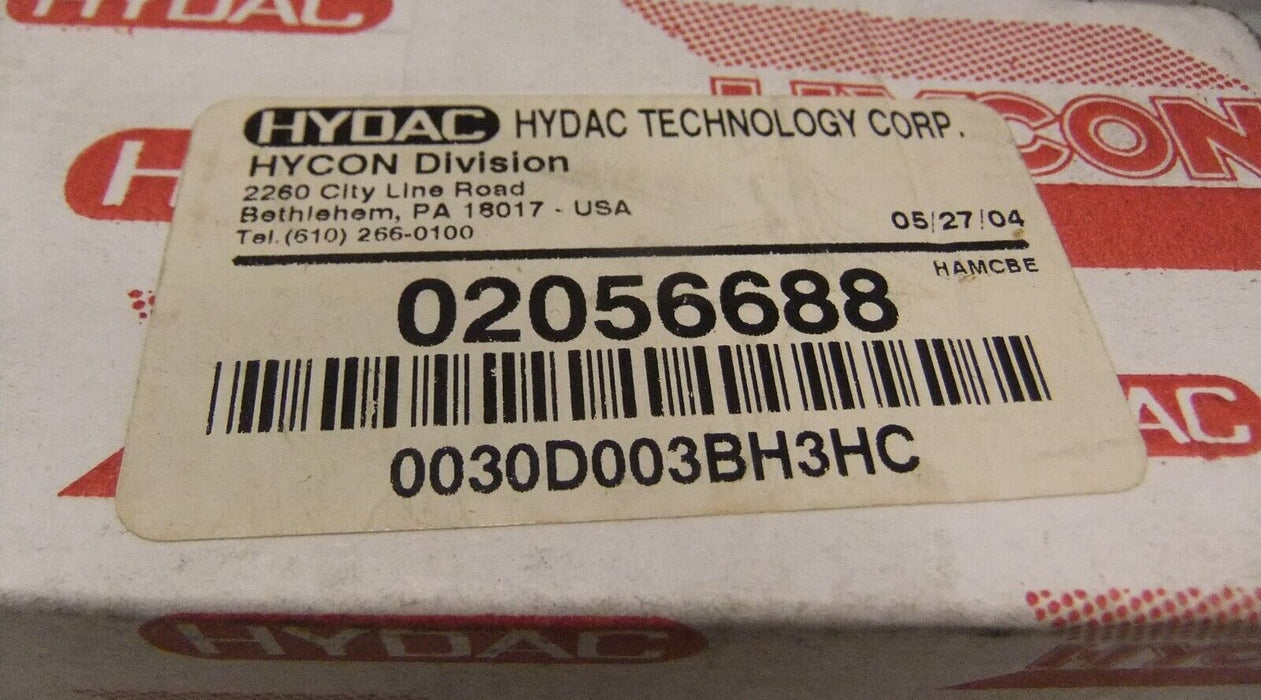 HYDAC
HYCON
HYDAC HYDAC TECHNOLOGY CORP.
HYCON Division
2260 City Line Road
Bethlehem, PA 18017 - USA
Tel. (610) 266-0100
05/27/04
HAMCBE
02056688
0030D003BH3HC
AC
HYDAC